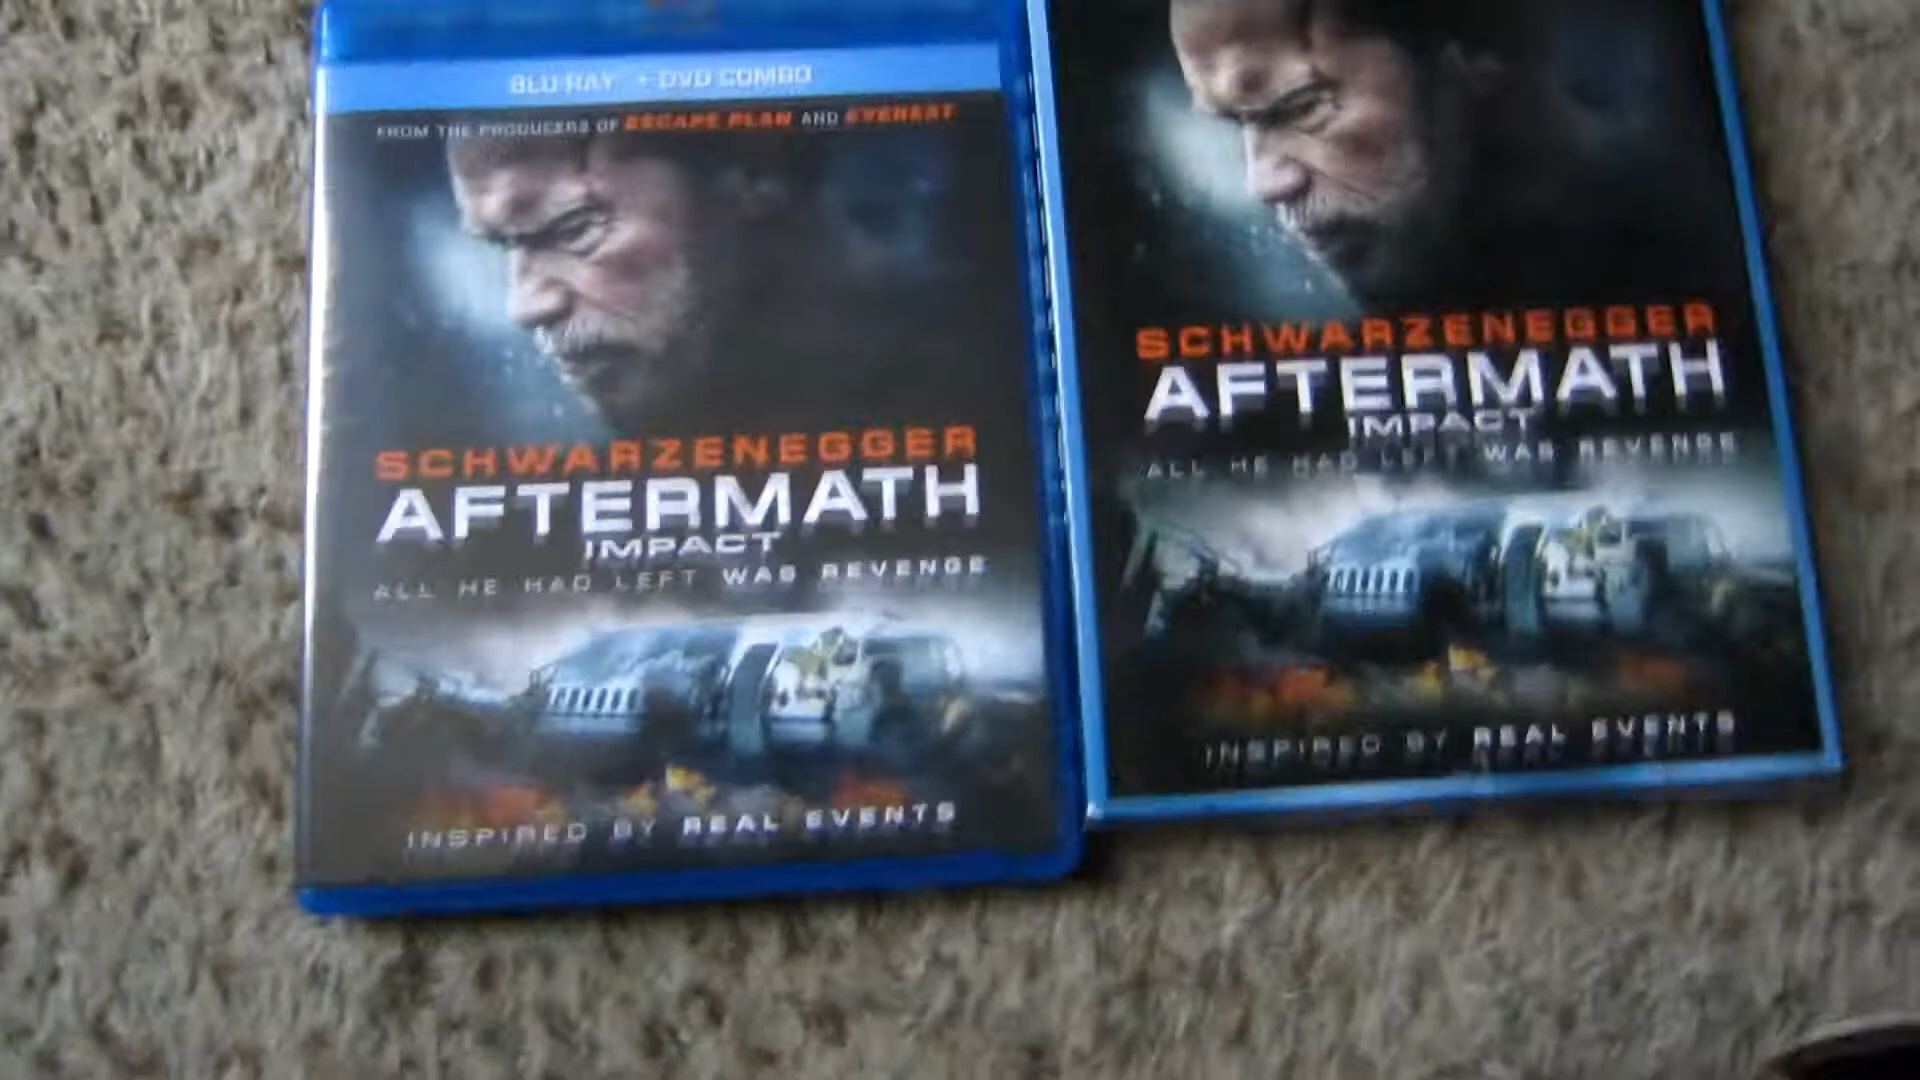 BLU-RAY + DVD COMBO
FROM THE PRODUCERS OF ESCAPE PLAN AND EVEREST
SCHWARZENEGGER
AFTERMATH
IMPACT
ALL HE HAD LEFT WAS REVENGE
INSPIRED BY REAL EVENTS
SCHWARZENEGGER
AFTERMATH
IMPACT
ALL HE HAD LEFT WAS REVENGE
INSPIRED BY REAL EVENTS